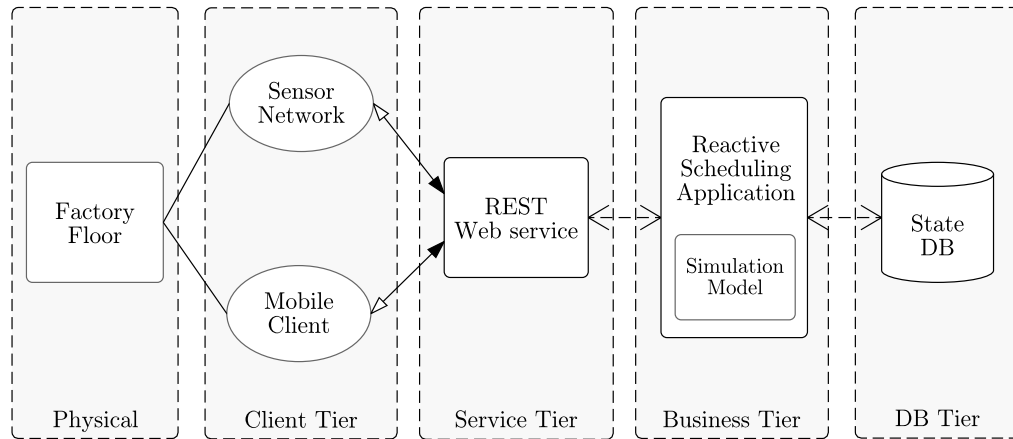 Factory
Floor
Physical
Sensor
Network
Mobile
Client
Client Tier
REST
Web service
Service Tier
Reactive
Scheduling
Application
Simulation
Model
Business Tier
State
DB
DB Tier